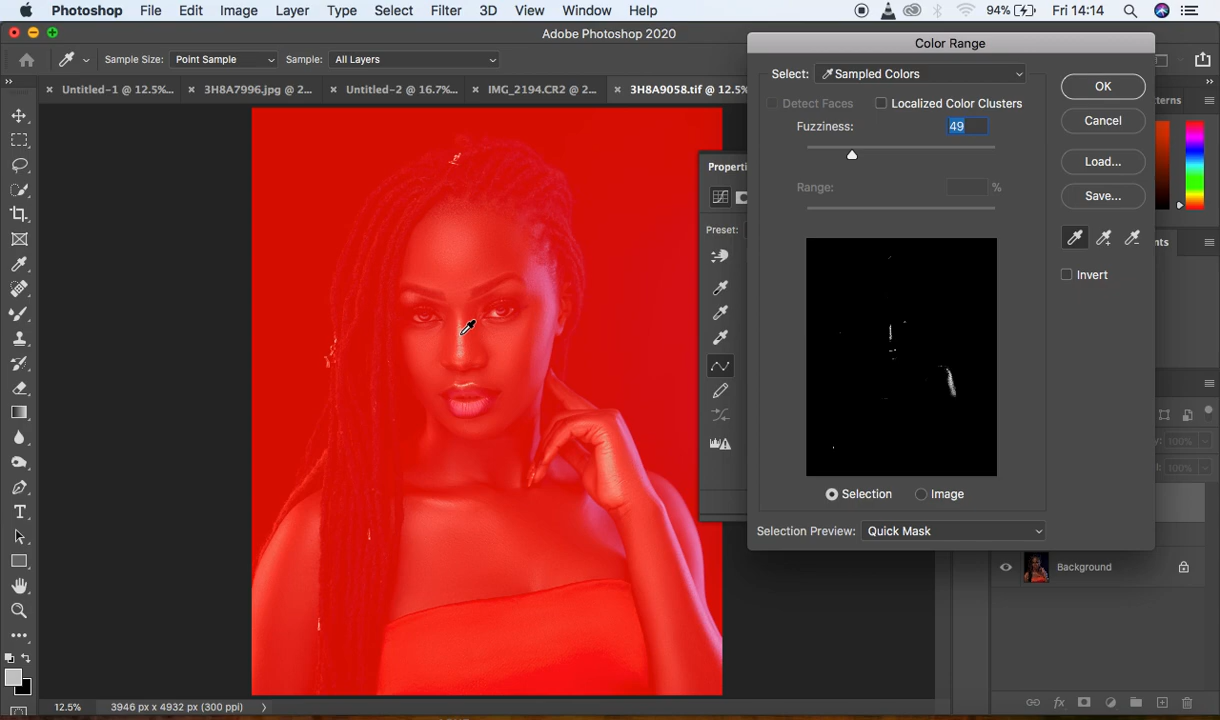 Photoshop File Edit Image Layer Type Select Filter 3D View Window Help 94% Fri 14:14
Adobe Photoshop 2020
Sample Size: Point Sample Sample: All Layers
Untitled-1 @ 12.5%... 3H8A7996.jpg @ 2... Untitled-2 @ 16.7%... IMG_2194.CR2 @ 2... 3H8A9058.tif @ 12.5%
Color Range
Select: Sampled Colors
OK
Detect Faces Localized Color Clusters
Fuzziness: 49
Cancel
Load...
Range: %
Save...
Invert
Selection Image
Selection Preview: Quick Mask
Properti
Preset:
Background
100%
100%
T
12.5% 3946 px x 4932 px (300 ppi)
fx